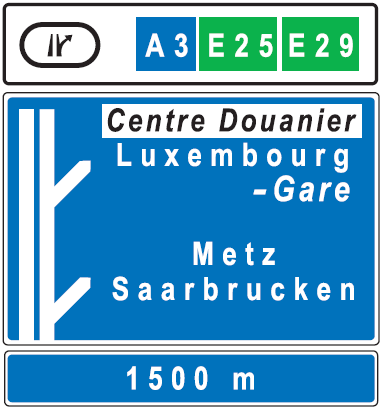 A3 E25 E29
Centre Douanier
Luxembourg
-Gare
Metz
Saarbrucken
1500 m